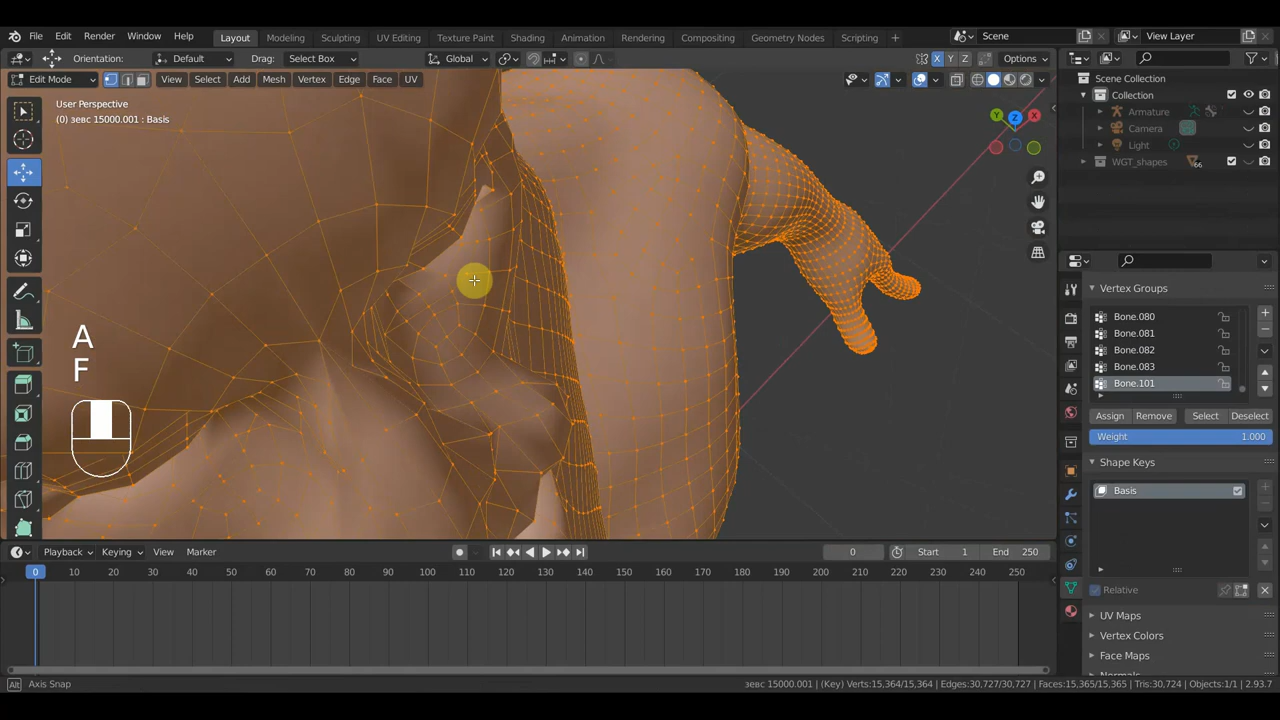 File Edit Render Window Help Layout Modeling Sculpting UV Editing Texture Paint Shading Animation Rendering Compositing Geometry Nodes Scripting + Scene View Layer
Orientation: Default Drag: Select Box Global X Y Z Options
Edit Mode View Select Add Mesh Vertex Edge Face UV
Scene Collection
Collection
Armature
Camera
Light
WGT_shapes 66
User Perspective
(0) зевс 15000.001 : Basis
Y X Z
A
F
Vertex Groups
Bone.080
Bone.081
Bone.082
Bone.083
Bone.101
Assign Remove Select Deselect
Weight 1.000
Shape Keys
Basis
Relative
UV Maps
Vertex Colors
Face Maps
Normals
Playback Keying View Marker 0 Start 1 End 250
0 10 20 30 40 50 60 70 80 90 100 110 120 130 140 150 160 170 180 190 200 210 220 230 240 250
Alt Axis Snap зевс 15000.001 | (Key) Verts:15,364/15,364 | Edges:30,727/30,727 | Faces:15,365/15,365 | Tris:30,724 | Objects:1/1 | 2.93.7